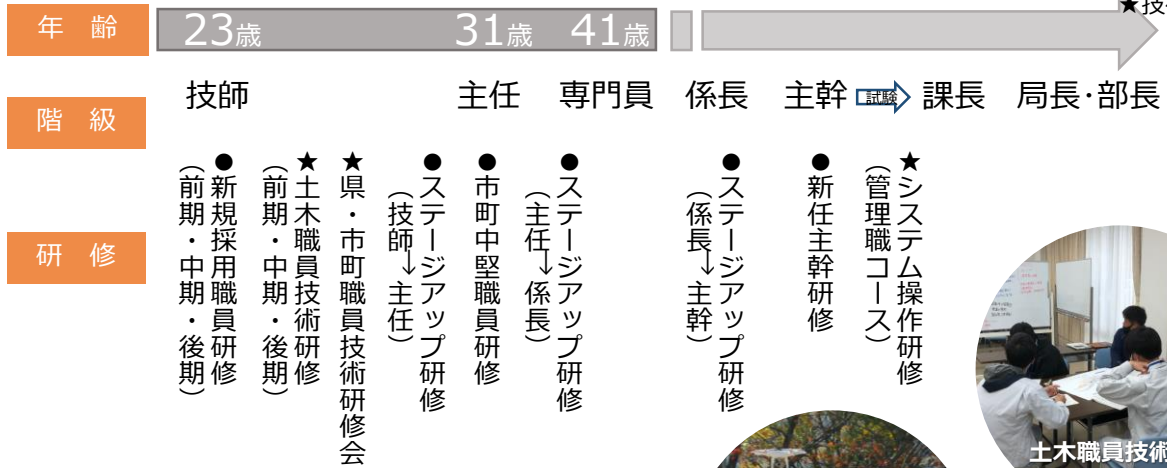 ★技
年 齢
23歳
31歳
41歳
階 級
技師
主任
専門員
係長
主幹
試験
課長
局長・部長
研 修
●新規採用職員研修
(前期・中期・後期)
★土木職員技術研修
(前期・中期・後期)
★県・市町職員技術研修会
●ステージアップ研修
(技師→主任)
●市町中堅職員研修
●ステージアップ研修
(主任→係長)
●ステージアップ研修
(係長→主幹)
●新任主幹研修
★システム操作研修
(管理職コース)
土木職員技術